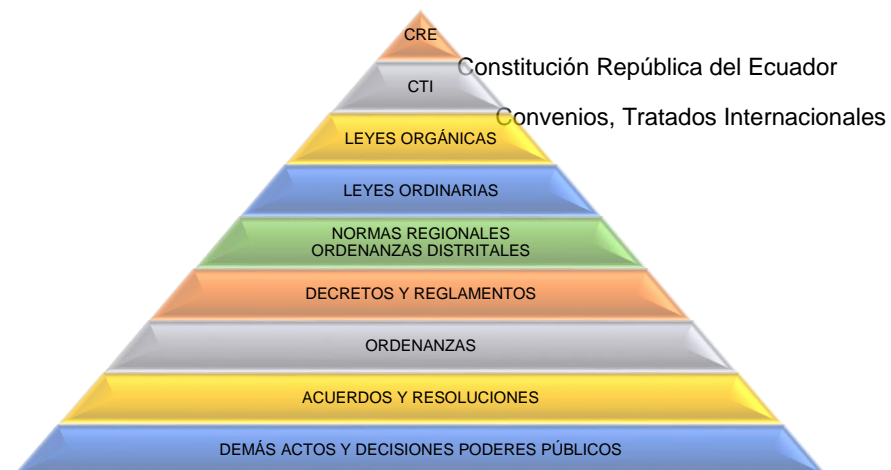 CRE
Constitución República del Ecuador
CTI
Convenios, Tratados Internacionales
LEYES ORGÁNICAS
LEYES ORDINARIAS
NORMAS REGIONALES
ORDENANZAS DISTRITALES
DECRETOS Y REGLAMENTOS
ORDENANZAS
ACUERDOS Y RESOLUCIONES
DEMÁS ACTOS Y DECISIONES PODERES PÚBLICOS